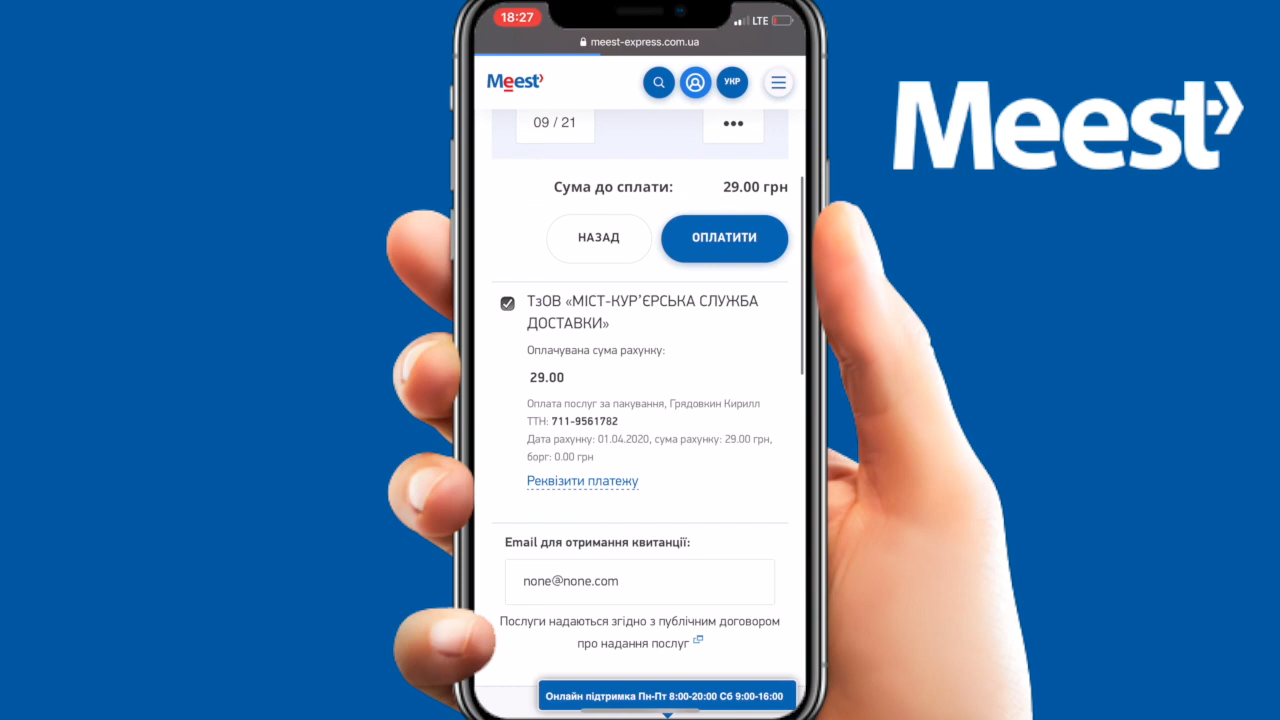 18:27
LTE
meest-express.com.ua
Meest
УКР
Meest
09 / 21
•••
Сума до сплати: 29.00 грн
НАЗАД ОПЛАТИТИ
ТзОВ «МІСТ-КУР’ЄРСЬКА СЛУЖБА
ДОСТАВКИ»
Оплачувана сума рахунку:
29.00
Оплата послуг за пакування, Грядовкин Кирилл
ТТН: 711-9561782
Дата рахунку: 01.04.2020, сума рахунку: 29.00 грн,
борг: 0.00 грн
Реквізити платежу
Email для отримання квитанції:
none@none.com
Послуги надаються згідно з публічним договором
про надання послуг
Онлайн підтримка Пн-Пт 8:00-20:00 Сб 9:00-16:00